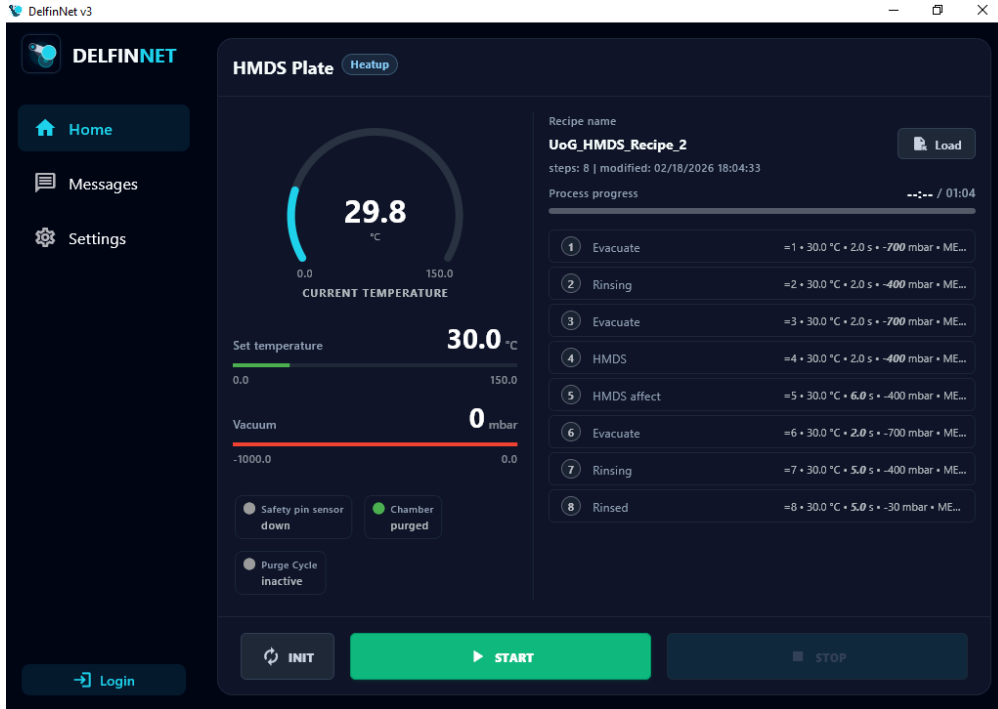 DelfinNet v3
DELFINNET
Home
Messages
Settings
Login
HMDS Plate Heatup
29.8
°C
0.0 150.0
CURRENT TEMPERATURE
Set temperature 30.0 °C
0.0 150.0
Vacuum 0 mbar
-1000.0 0.0
Safety pin sensor
down
Chamber
purged
Purge Cycle
inactive
Recipe name
UoG_HMDS_Recipe_2
Load
steps: 8 | modified: 02/18/2026 18:04:33
Process progress --:-- / 01:04
1 Evacuate =1 • 30.0 °C • 2.0 s • -700 mbar • ME...
2 Rinsing =2 • 30.0 °C • 2.0 s • -400 mbar • ME...
3 Evacuate =3 • 30.0 °C • 2.0 s • -700 mbar • ME...
4 HMDS =4 • 30.0 °C • 2.0 s • -400 mbar • ME...
5 HMDS affect =5 • 30.0 °C • 6.0 s • -400 mbar • ME...
6 Evacuate =6 • 30.0 °C • 2.0 s • -700 mbar • ME...
7 Rinsing =7 • 30.0 °C • 5.0 s • -400 mbar • ME...
8 Rinsed =8 • 30.0 °C • 5.0 s • -30 mbar • ME...
INIT
START
STOP